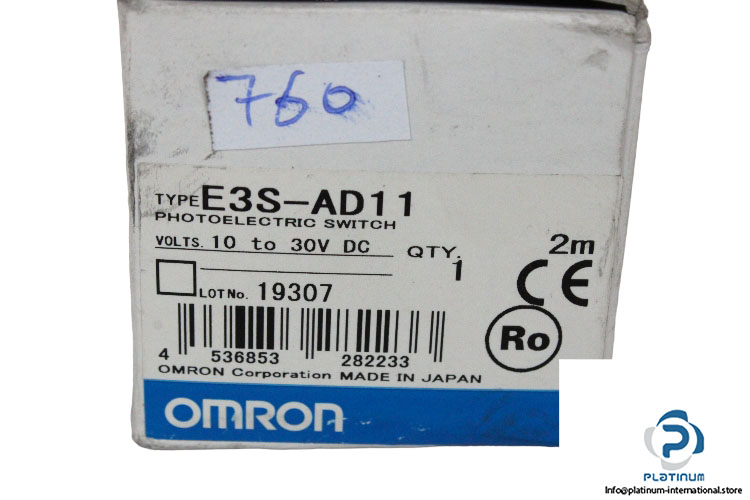 760
TYPE E3S-AD11
PHOTOELECTRIC SWITCH
VOLTS. 10 to 30V DC QTY. 1 2m
CE
LOT No. 19307
Ro
4 536853 282233
OMRON Corporation MADE IN JAPAN
OMRON
PLATINUM
Info@platinum-international.store